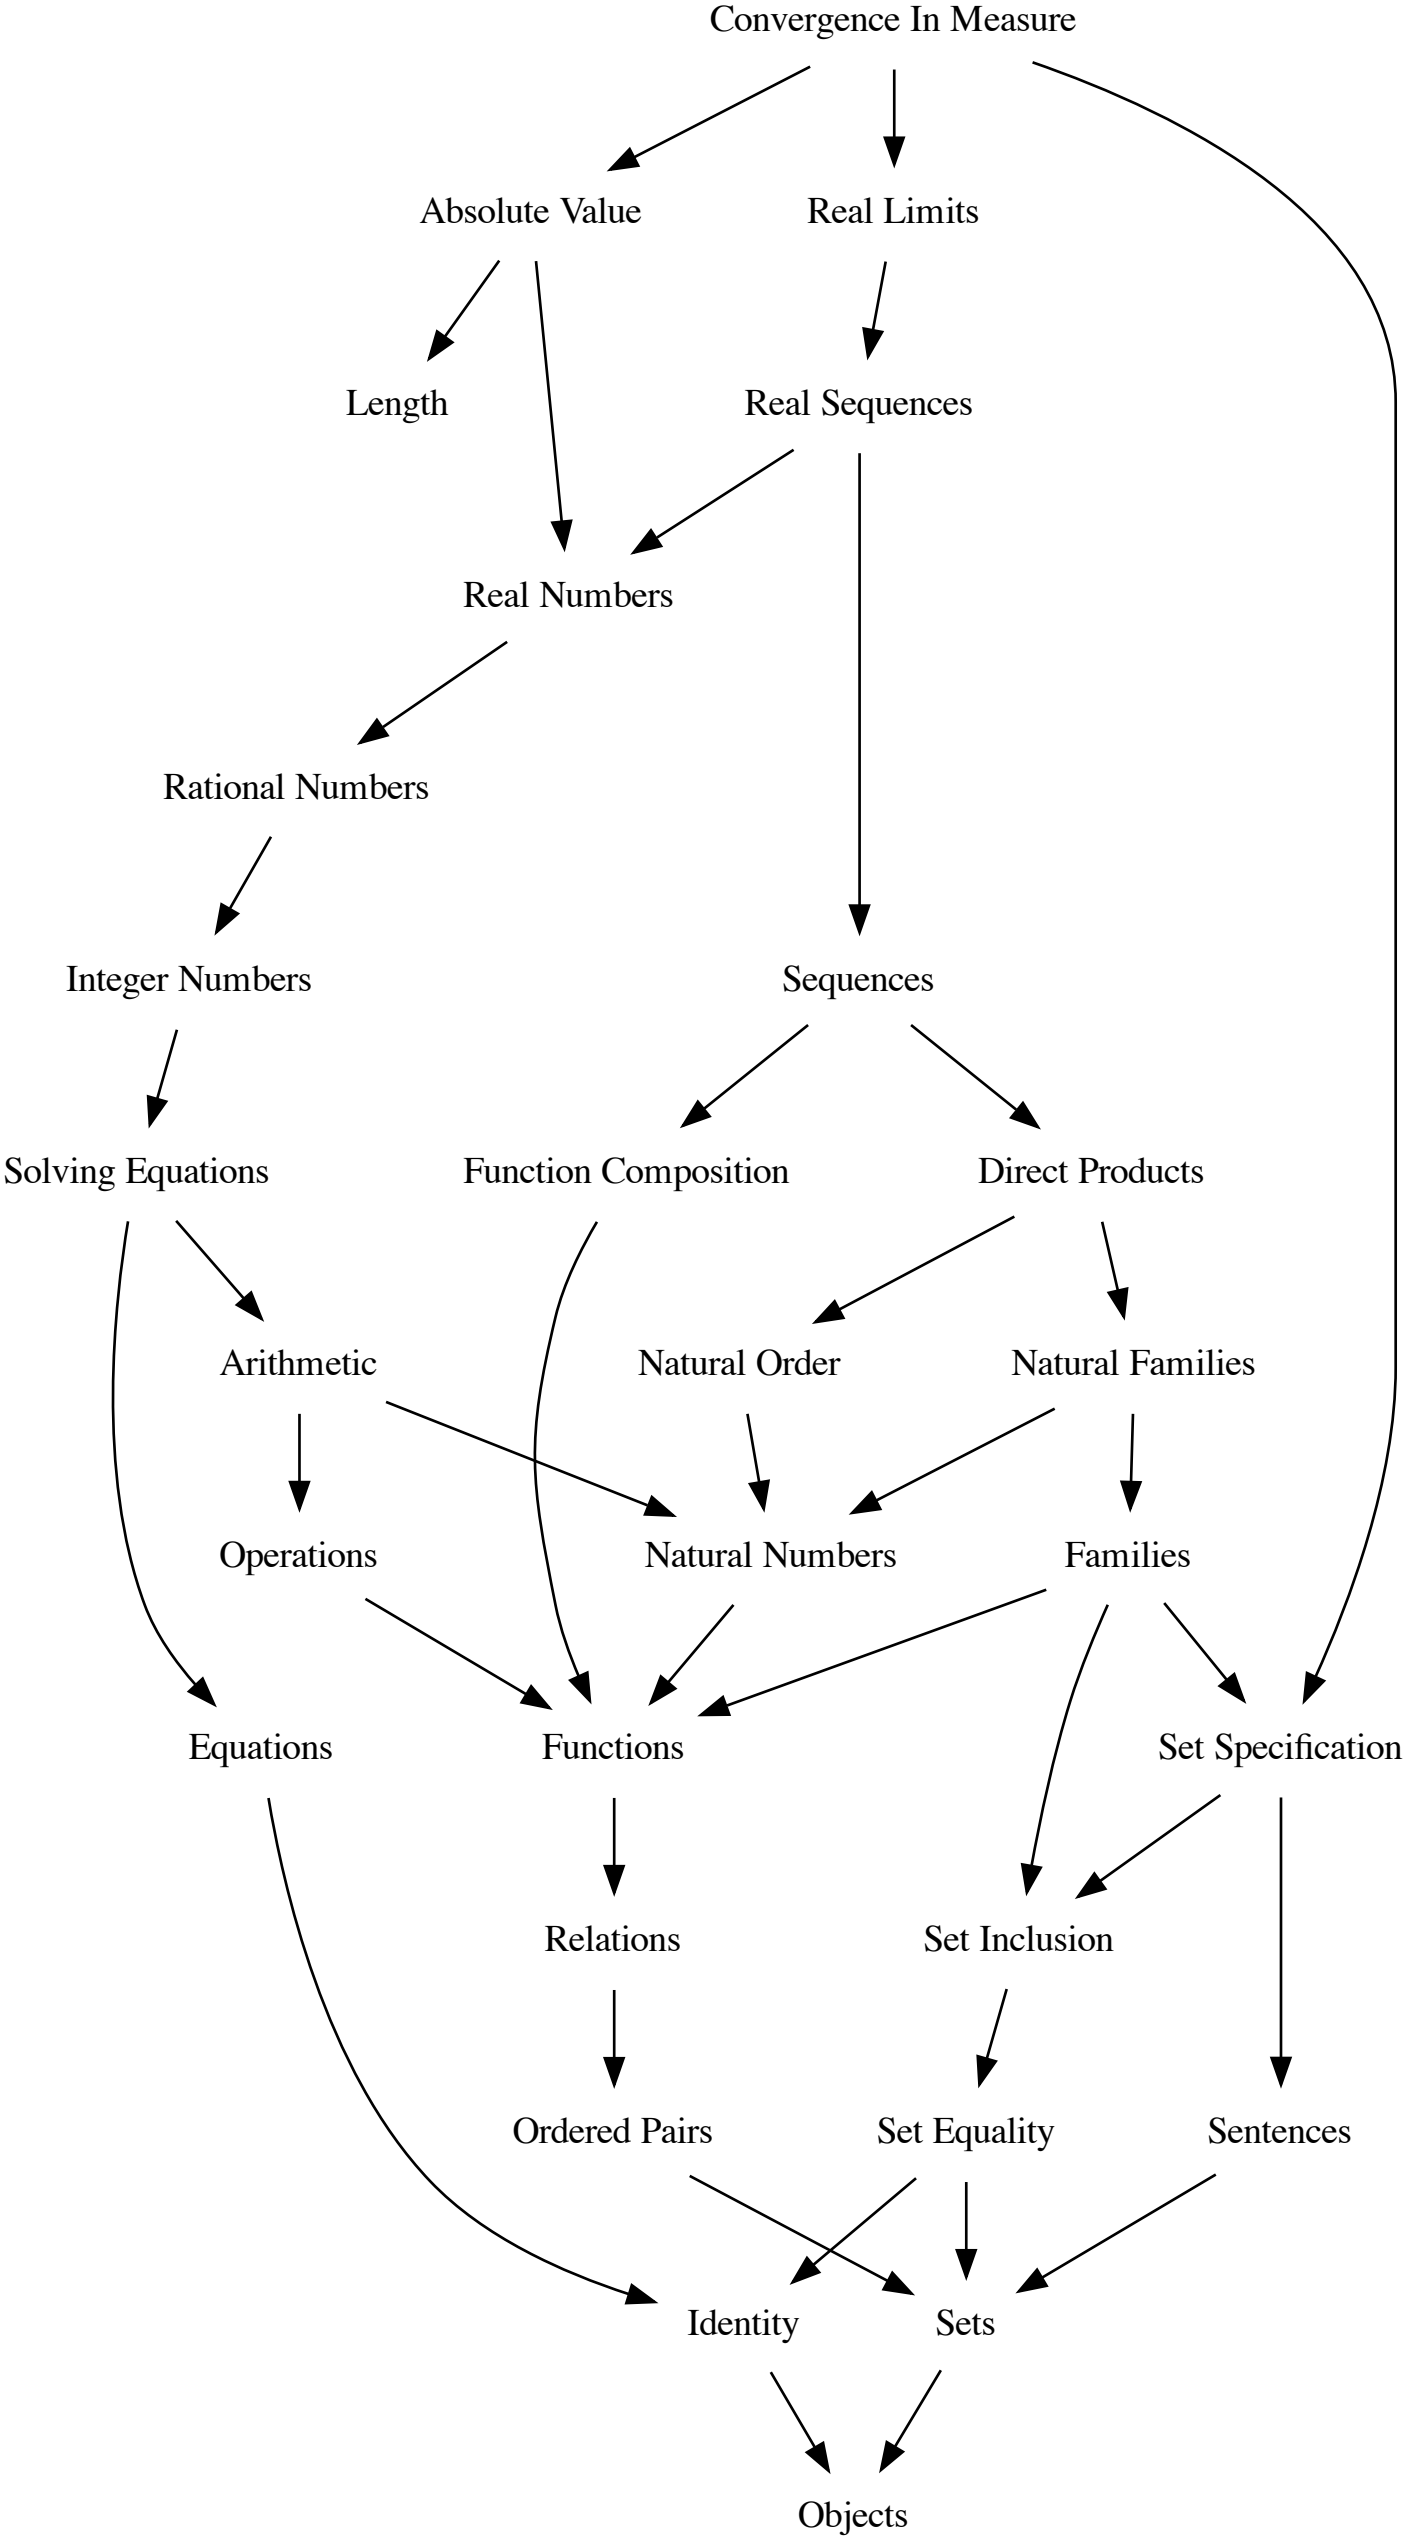 Convergence In Measure
Absolute Value
Real Limits
Length
Real Sequences
Real Numbers
Rational Numbers
Integer Numbers
Sequences
Solving Equations
Function Composition
Direct Products
Arithmetic
Natural Order
Natural Families
Operations
Natural Numbers
Families
Equations
Functions
Set Specification
Relations
Set Inclusion
Ordered Pairs
Set Equality
Sentences
Identity
Sets
Objects